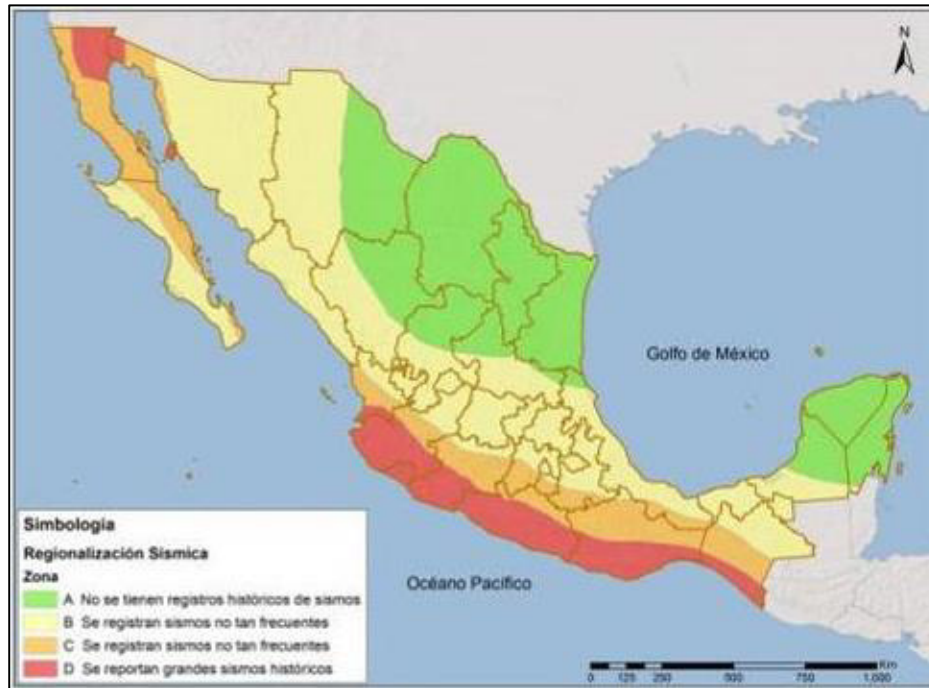 N
Golfo de México
Océano Pacífico
Simbología
Regionalización Sísmica
Zona
A No se tienen registros históricos de sismos
B Se registran sismos no tan frecuentes
C Se registran sismos no tan frecuentes
D Se reportan grandes sismos históricos
Km
0 125 250 500 750 1,000